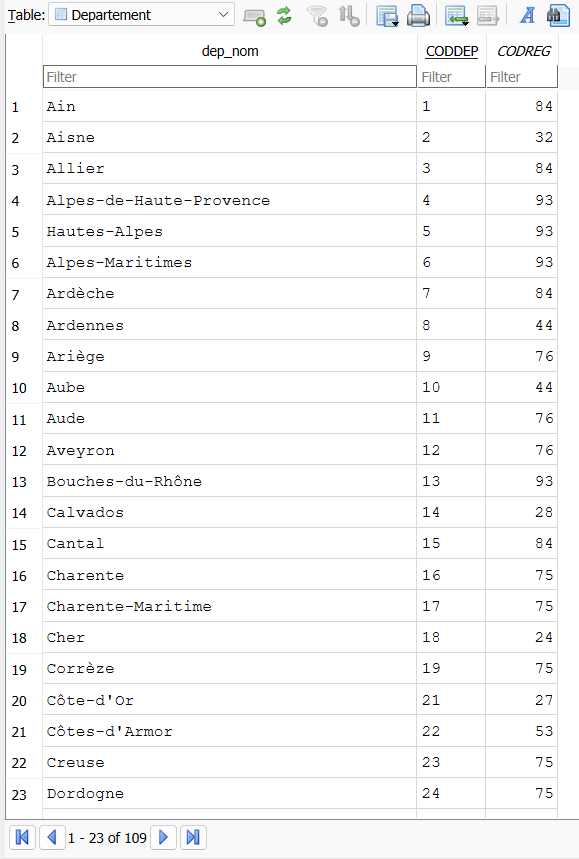 Table: Departement
dep_nom CODDEP CODREG
Filter Filter Filter
1 Ain 1 84
2 Aisne 2 32
3 Allier 3 84
4 Alpes-de-Haute-Provence 4 93
5 Hautes-Alpes 5 93
6 Alpes-Maritimes 6 93
7 Ardèche 7 84
8 Ardennes 8 44
9 Ariège 9 76
10 Aube 10 44
11 Aude 11 76
12 Aveyron 12 76
13 Bouches-du-Rhône 13 93
14 Calvados 14 28
15 Cantal 15 84
16 Charente 16 75
17 Charente-Maritime 17 75
18 Cher 18 24
19 Corrèze 19 75
20 Côte-d'Or 21 27
21 Côtes-d'Armor 22 53
22 Creuse 23 75
23 Dordogne 24 75
1 - 23 of 109